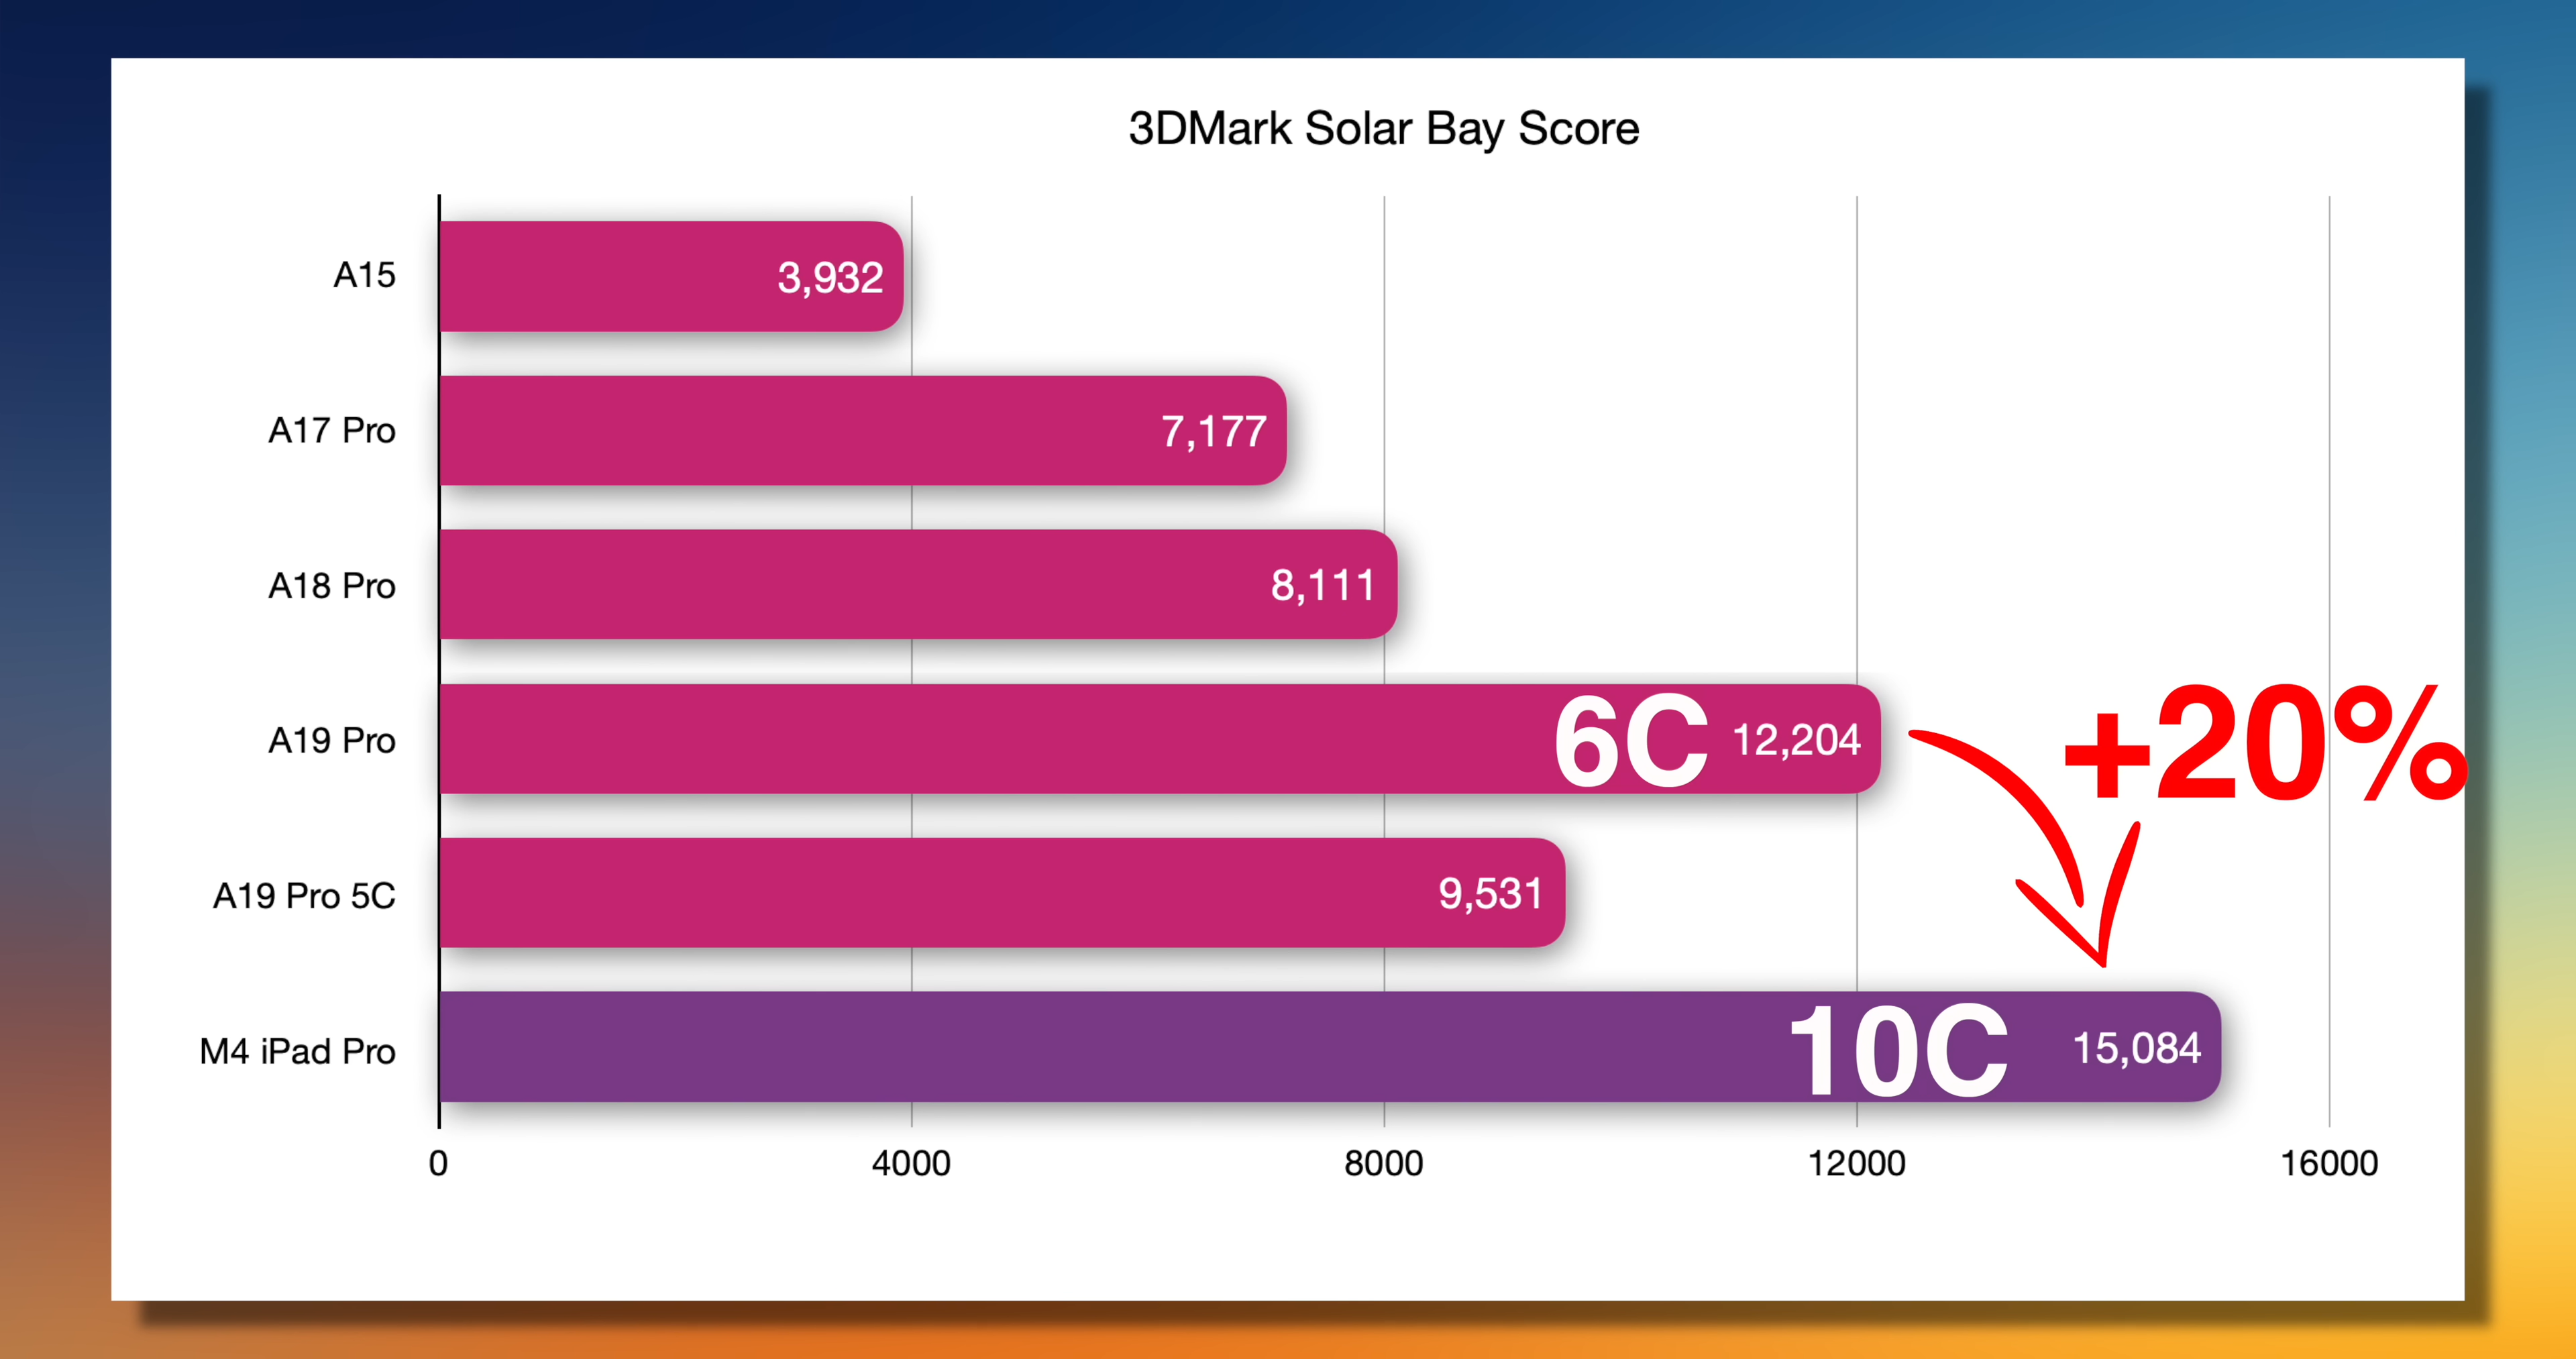 3DMark Solar Bay Score
A15 3,932
A17 Pro 7,177
A18 Pro 8,111
A19 Pro 6C 12,204 +20%
A19 Pro 5C 9,531
M4 iPad Pro 10C 15,084
0 4000 8000 12000 16000